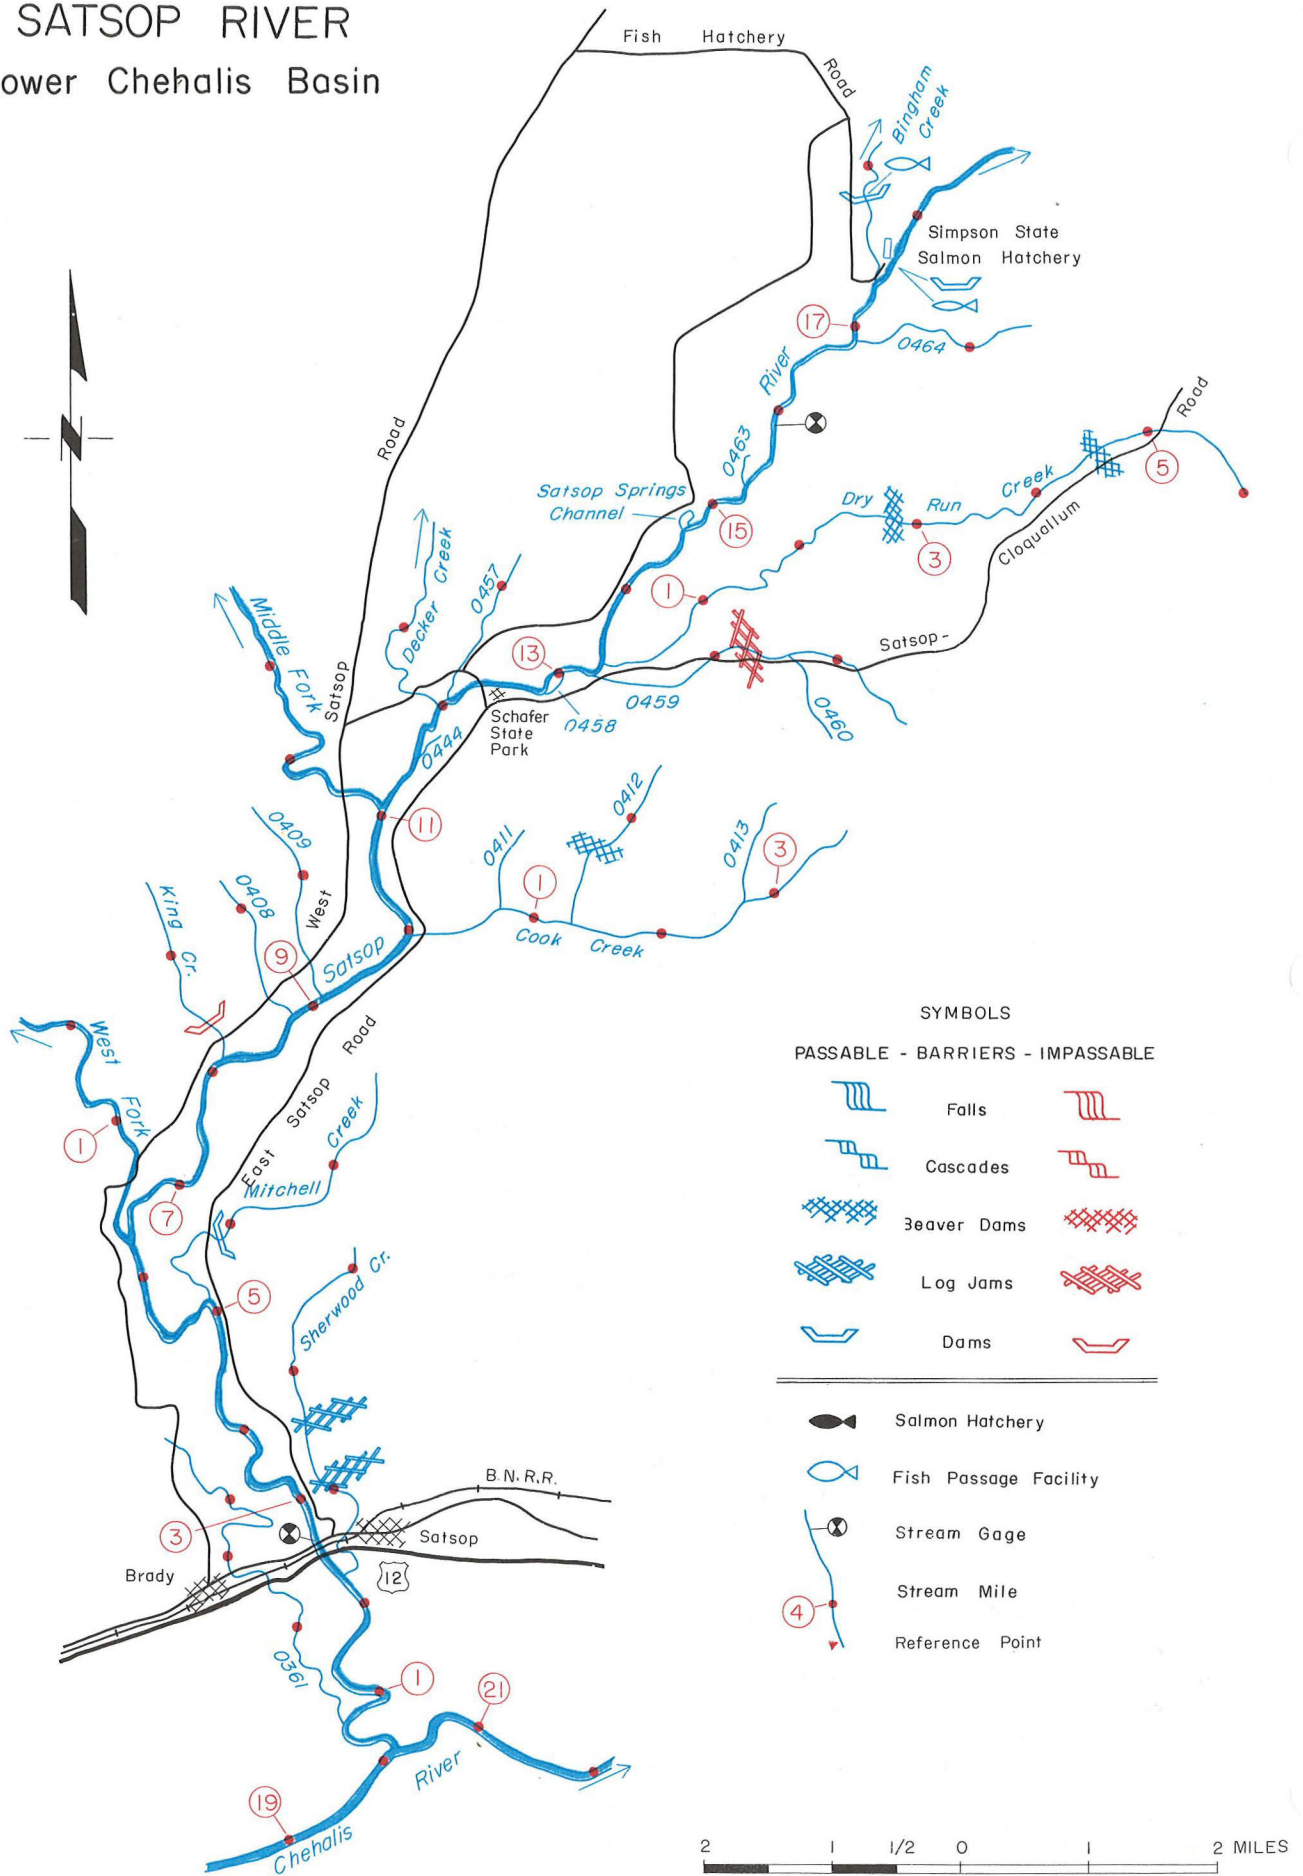 SATSOP RIVER
ower Chehalis Basin
Fish Hatchery
Road
Bingham
Creek
Simpson State
Salmon Hatchery
17
0464
River
Road
Road
0463
Satsop Springs
Channel
15
Dry
Run
Creek
5
3
Cloquallum
Decker Creek
0457
1
Middle Fork
13
Satsop-
Satsop
0459
0458
0460
Schafer
State
Park
0444
11
0412
0409
0411
0413
3
1
King Cr.
0408
West
Cook Creek
9
Satsop
West
Fork
1
Road
Satsop
East
Creek
Mitchell
7
5
Sherwood Cr.
B.N.R.R.
3
Satsop
Brady
12
0361
1
21
River
19
Chehalis
SYMBOLS
PASSABLE - BARRIERS - IMPASSABLE
Falls
Cascades
Beaver Dams
Log Jams
Dams
Salmon Hatchery
Fish Passage Facility
Stream Gage
Stream Mile
4
Reference Point
2 1 1/2 0 1 2 MILES